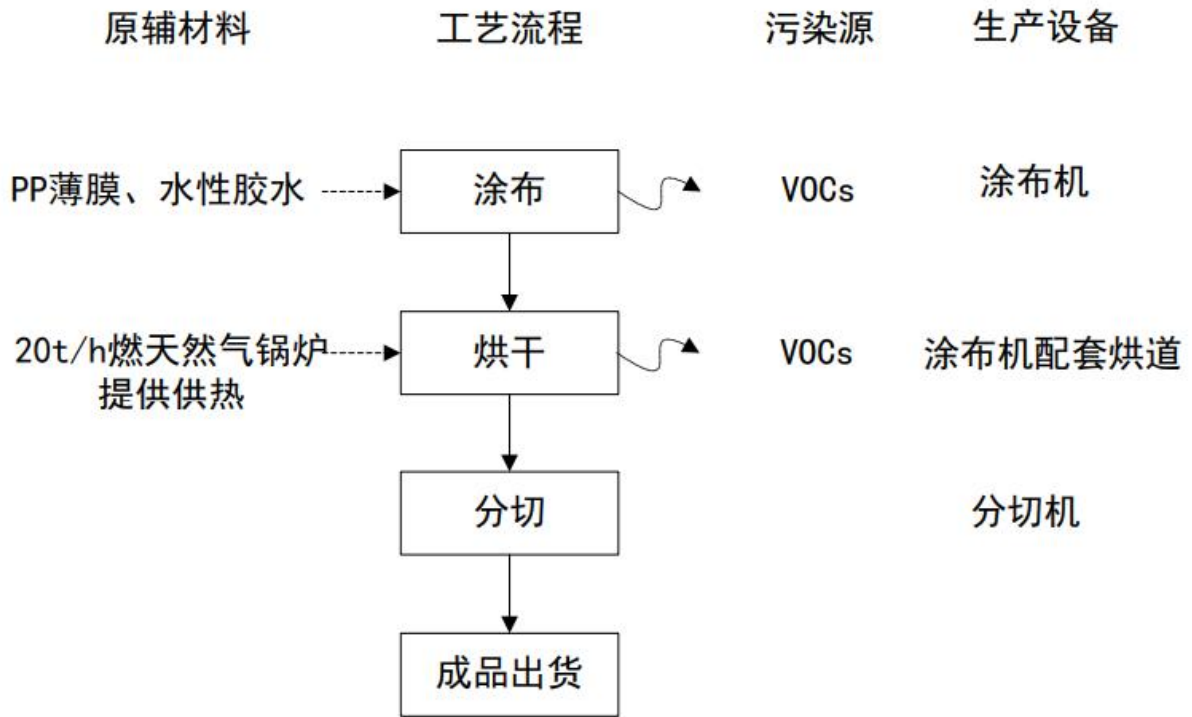 原辅材料 工艺流程 污染源 生产设备
PP薄膜、水性胶水 涂布 VOCs 涂布机
20t/h燃天然气锅炉 烘干 VOCs 涂布机配套烘道
提供供热
分切 分切机
成品出货